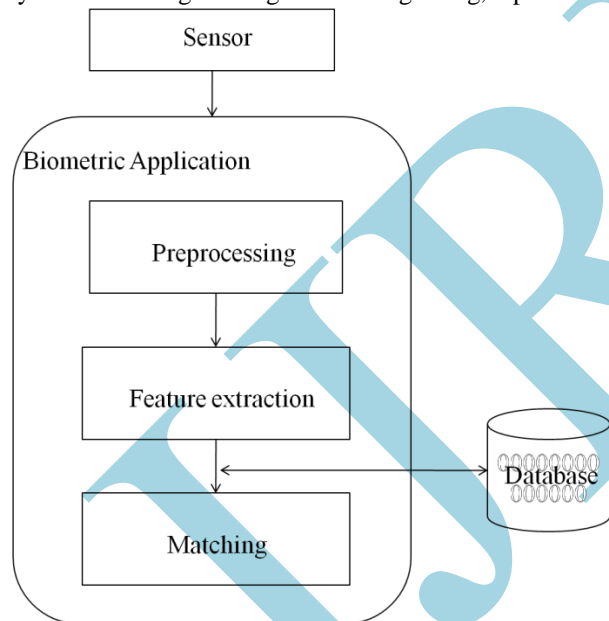 Sensor
Biometric Application
Preprocessing
Feature extraction
Database
Matching